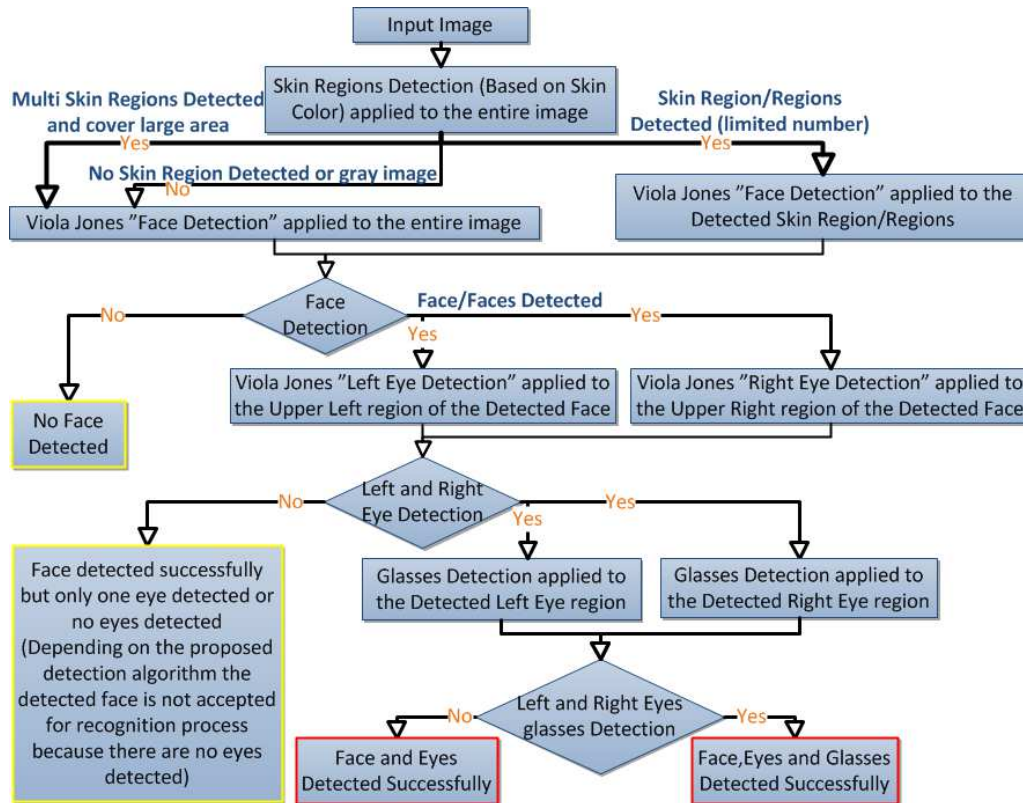 Input Image
Skin Regions Detection (Based on Skin
Color) applied to the entire image
Multi Skin Regions Detected
and cover large area
Yes
Skin Region/Regions
Detected (limited number)
Yes
No Skin Region Detected or gray image
No
Viola Jones "Face Detection" applied to the entire image
Viola Jones "Face Detection" applied to the
Detected Skin Region/Regions
Face
Detection
No
Face/Faces Detected
Yes
Yes
No Face
Detected
Viola Jones "Left Eye Detection" applied to
the Upper Left region of the Detected Face
Viola Jones "Right Eye Detection" applied to
the Upper Right region of the Detected Face
Left and Right
Eye Detection
No
Yes
Yes
Face detected successfully
but only one eye detected or
no eyes detected
(Depending on the proposed
detection algorithm the
detected face is not accepted
for recognition process
because there are no eyes
detected)
Glasses Detection applied to
the Detected Left Eye region
Glasses Detection applied to
the Detected Right Eye region
Left and Right Eyes
glasses Detection
No
Yes
Face and Eyes
Detected Successfully
Face,Eyes and Glasses
Detected Successfully